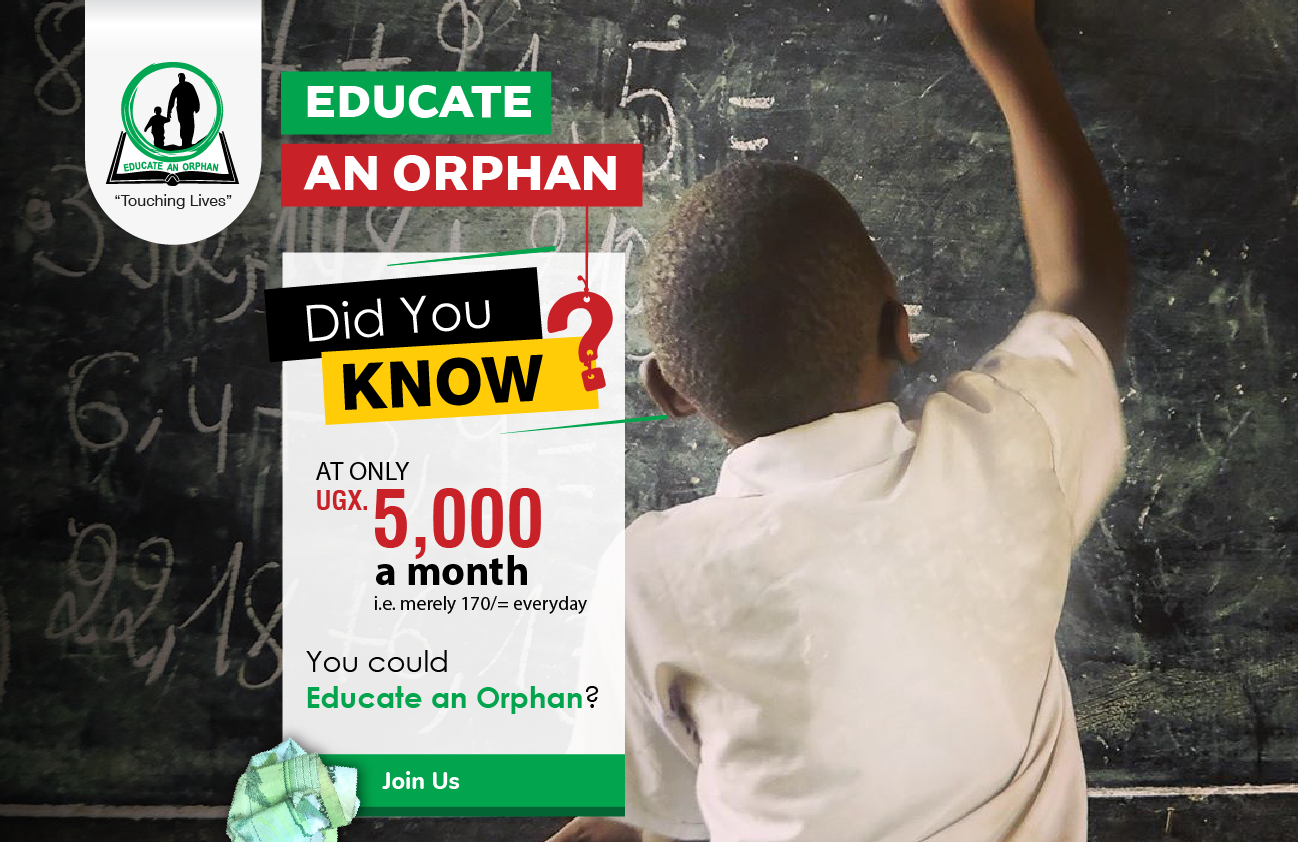 EDUCATE AN ORPHAN
“Touching Lives”
EDUCATE
AN ORPHAN
Did You
KNOW
?
AT ONLY
UGX. 5,000
a month
i.e. merely 170/= everyday
You could
Educate an Orphan?
Join Us